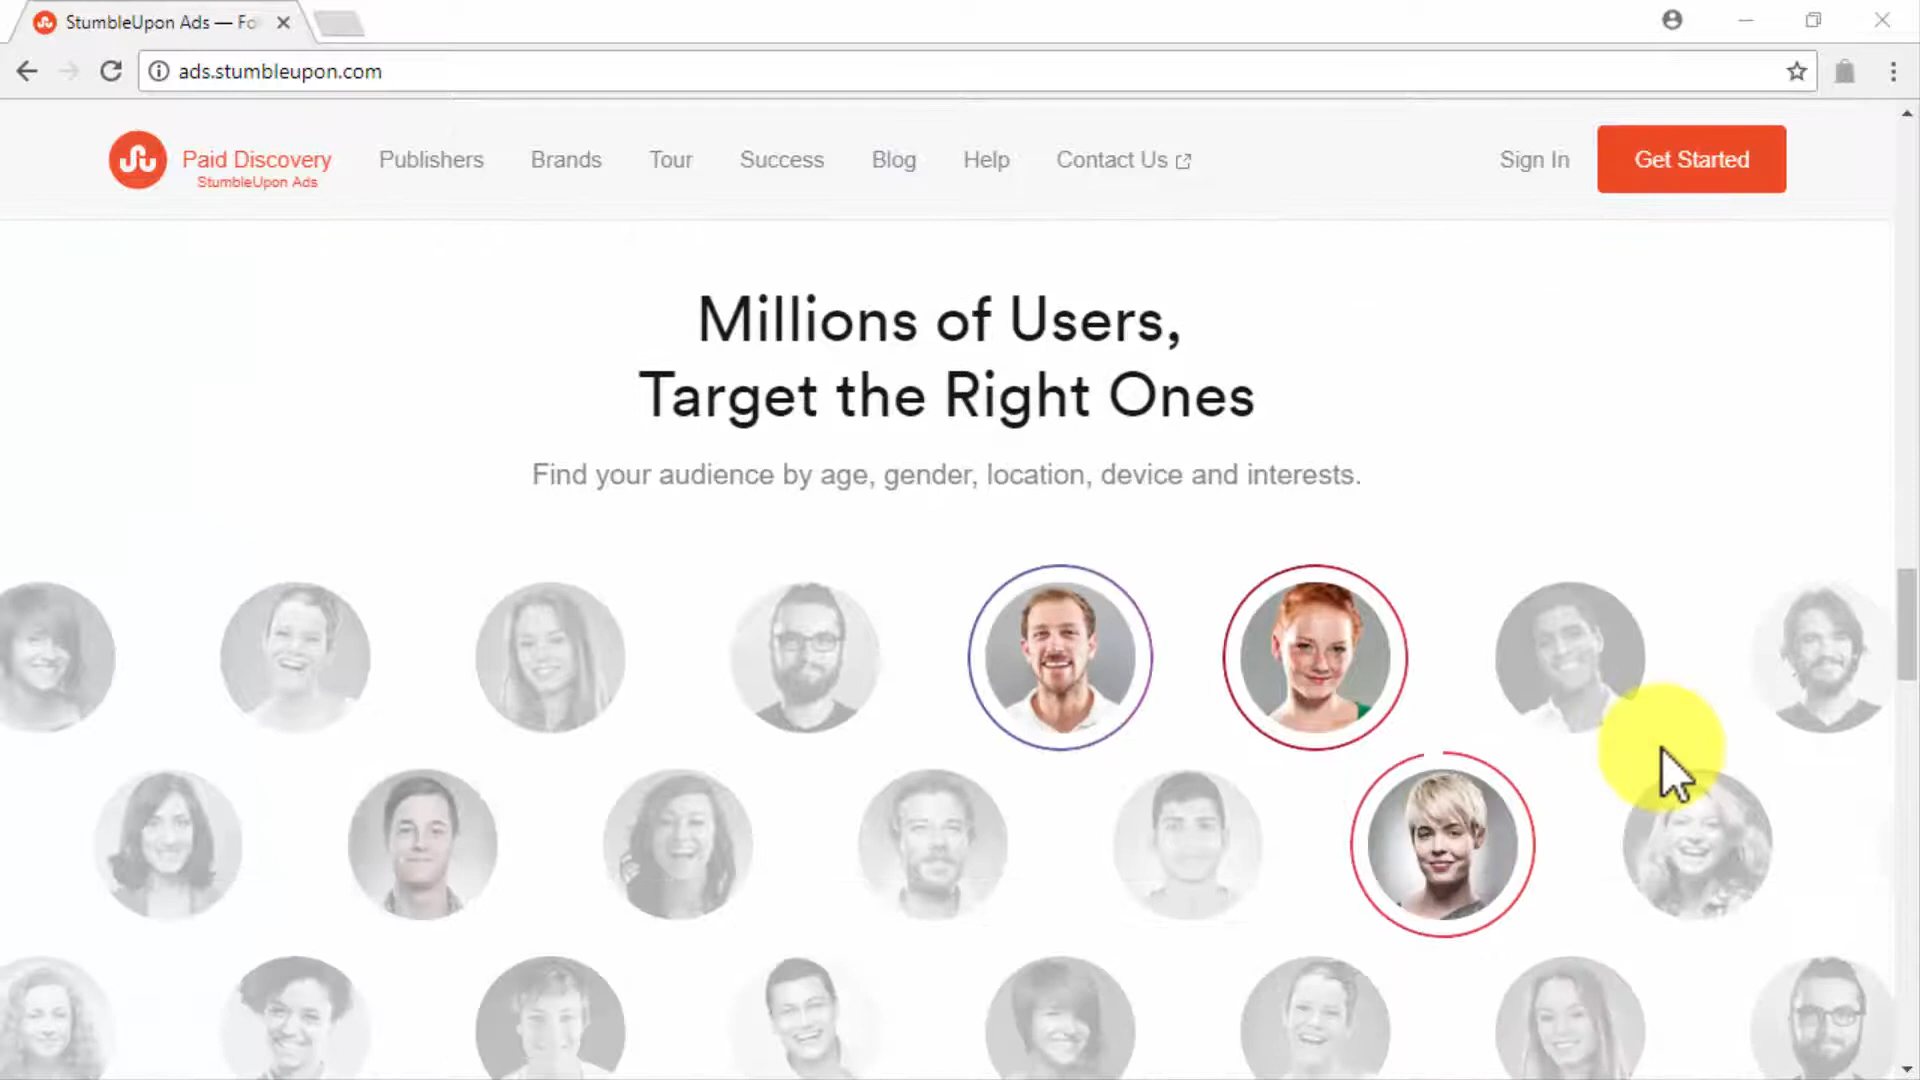 StumbleUpon Ads — Fo
ads.stumbleupon.com
Paid Discovery
StumbleUpon Ads
Publishers
Brands
Tour
Success
Blog
Help
Contact Us
Sign In
Get Started
Millions of Users,
Target the Right Ones
Find your audience by age, gender, location, device and interests.